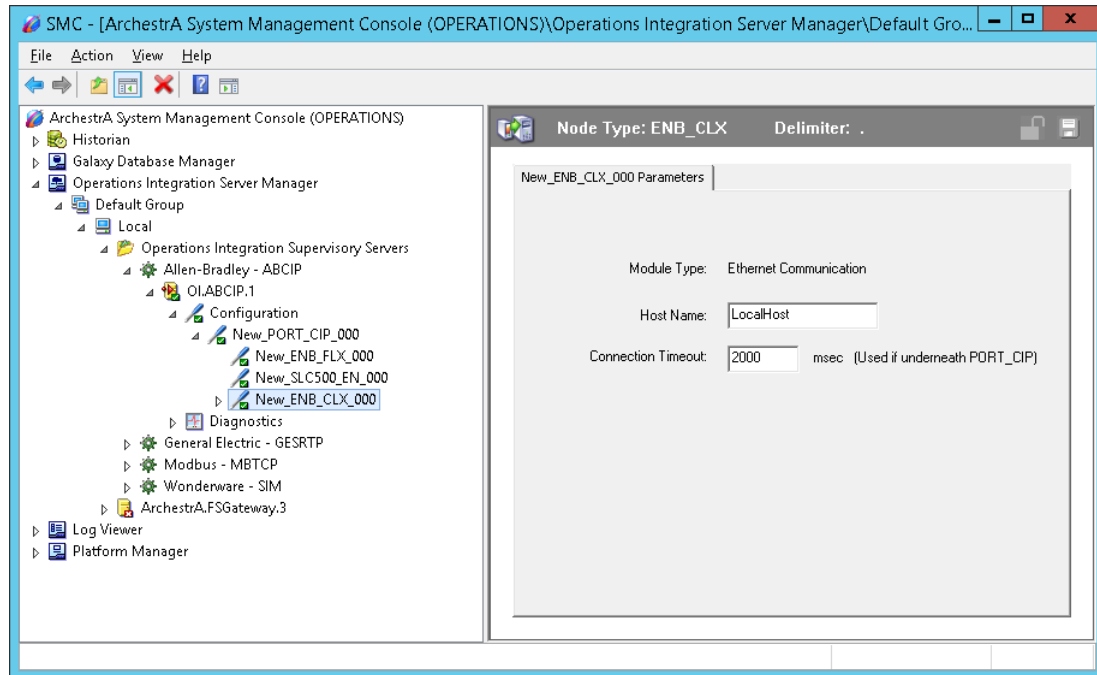 SMC - [ArchestrA System Management Console (OPERATIONS)\Operations Integration Server Manager\Default Gro...
File Action View Help
ArchestrA System Management Console (OPERATIONS)
Historian
Galaxy Database Manager
Operations Integration Server Manager
Default Group
Local
Operations Integration Supervisory Servers
Allen-Bradley - ABCIP
OI.ABCIP.1
Configuration
New_PORT_CIP_000
New_ENB_FLX_000
New_SLC500_EN_000
New_ENB_CLX_000
Diagnostics
General Electric - GESRTP
Modbus - MBTCP
Wonderware - SIM
ArchestrA.FSGateway.3
Log Viewer
Platform Manager
Node Type: ENB_CLX Delimiter: .
New_ENB_CLX_000 Parameters
Module Type: Ethernet Communication
Host Name: LocalHost
Connection Timeout: 2000 msec (Used if underneath PORT_CIP)